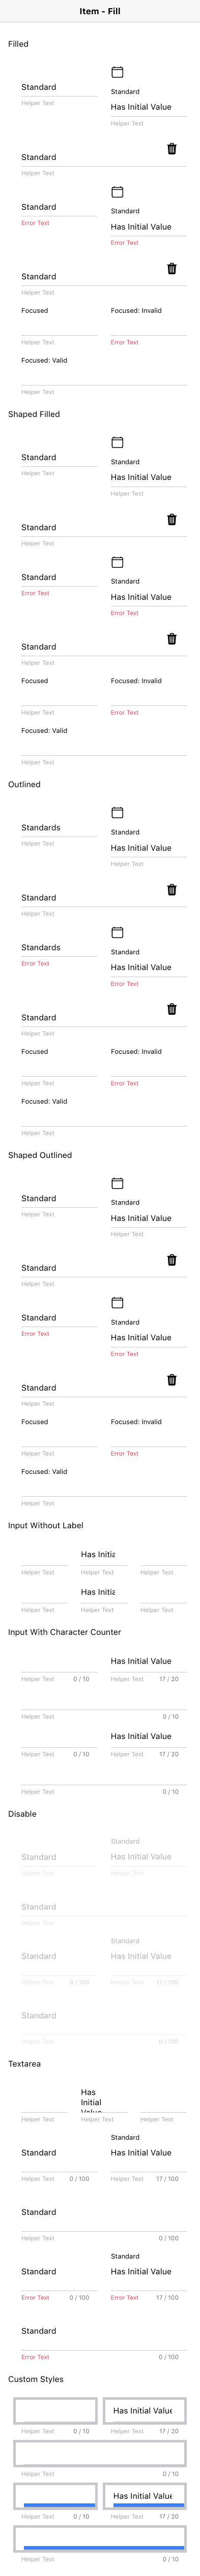 Item - Fill
Filled
Standard
Standard
Has Initial Value
Helper Text
Helper Text
Standard
Helper Text
Standard
Standard
Has Initial Value
Error Text
Error Text
Standard
Helper Text
Focused
Focused: Invalid
Helper Text
Error Text
Focused: Valid
Helper Text
Shaped Filled
Standard
Standard
Has Initial Value
Helper Text
Helper Text
Standard
Helper Text
Standard
Standard
Has Initial Value
Error Text
Error Text
Standard
Helper Text
Focused
Focused: Invalid
Helper Text
Error Text
Focused: Valid
Helper Text
Outlined
Standards
Standard
Has Initial Value
Helper Text
Helper Text
Standard
Helper Text
Standards
Standard
Has Initial Value
Error Text
Error Text
Standard
Helper Text
Focused
Focused: Invalid
Helper Text
Error Text
Focused: Valid
Helper Text
Shaped Outlined
Standard
Standard
Has Initial Value
Helper Text
Helper Text
Standard
Helper Text
Standard
Standard
Has Initial Value
Error Text
Error Text
Standard
Helper Text
Focused
Focused: Invalid
Helper Text
Error Text
Focused: Valid
Helper Text
Input Without Label
Has Initia
Helper Text Helper Text Helper Text
Has Initia
Helper Text Helper Text Helper Text
Input With Character Counter
Has Initial Value
Helper Text 0 / 10 Helper Text 17 / 20
Helper Text 0 / 10
Has Initial Value
Helper Text 0 / 10 Helper Text 17 / 20
Helper Text 0 / 10
Disable
Standard
Standard Has Initial Value
Helper Text Helper Text
Standard
Helper Text
Standard
Standard Has Initial Value
Helper Text 0 / 100 Helper Text 17 / 100
Standard
Helper Text 0 / 100
Textarea
Has
Initial
Value
Helper Text Helper Text Helper Text
Standard
Standard Has Initial Value
Helper Text 0 / 100 Helper Text 17 / 100
Standard
Helper Text 0 / 100
Standard
Standard Has Initial Value
Error Text 0 / 100 Error Text 17 / 100
Standard
Error Text 0 / 100
Custom Styles
Has Initial Value
Helper Text 0 / 10 Helper Text 17 / 20
Helper Text 0 / 10
Has Initial Value
Helper Text 0 / 10 Helper Text 17 / 20
Helper Text 0 / 10